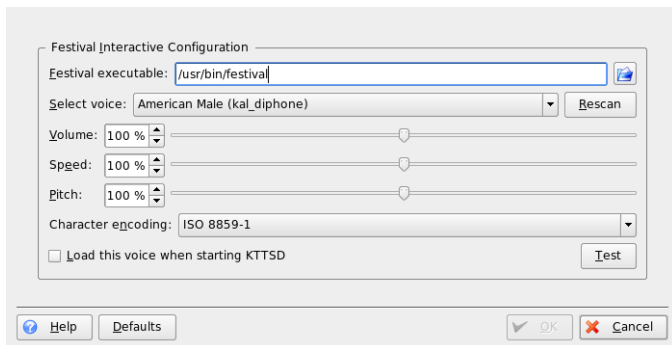 Festival Interactive Configuration
Festival executable: /usr/bin/festival
Select voice: American Male (kal_diphone) Rescan
Volume: 100 %
Speed: 100 %
Pitch: 100 %
Character encoding: ISO 8859-1
Load this voice when starting KTTSD Test
Help Defaults OK Cancel